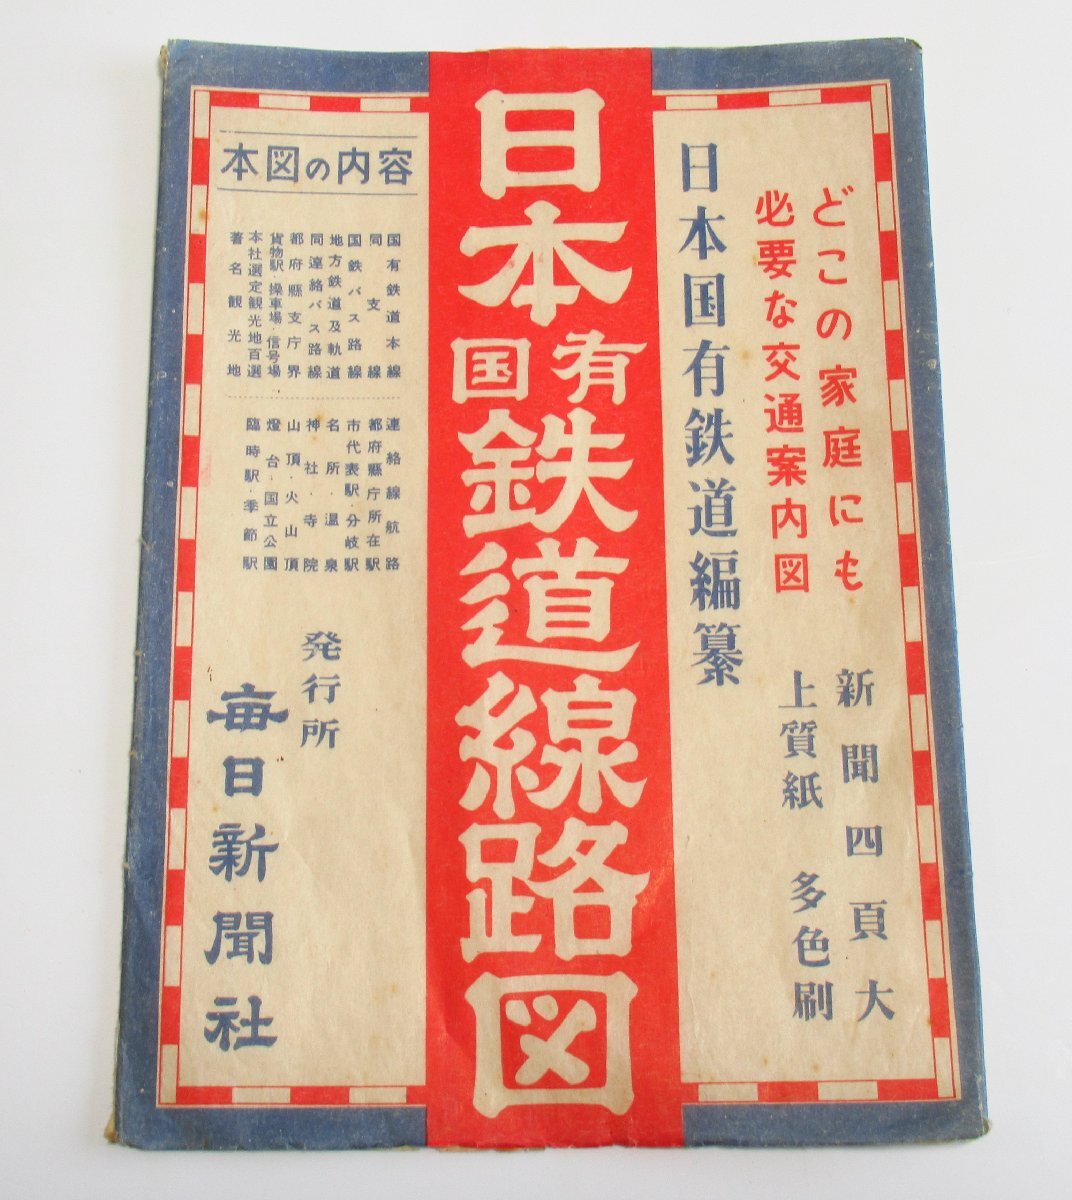 どこの家庭にも
必要な交通案内図
新聞四頁大
上質紙 多色刷
日本国有鉄道編纂
日本国有鉄道線路図
本図の内容
国有鉄道本線
同支線
国鉄バス路線
地方鉄道及軌道
同連絡バス路線
都府縣支庁界
貨物駅・操車場・信号場
本社選定観光地百選
著名観光地
連絡線航路
都府縣庁所在駅
市代表駅・分岐駅
名所・温泉
神社・寺院
山頂・火山頂
燈台・国立公園
臨時駅・季節駅
発行所
毎日新聞社